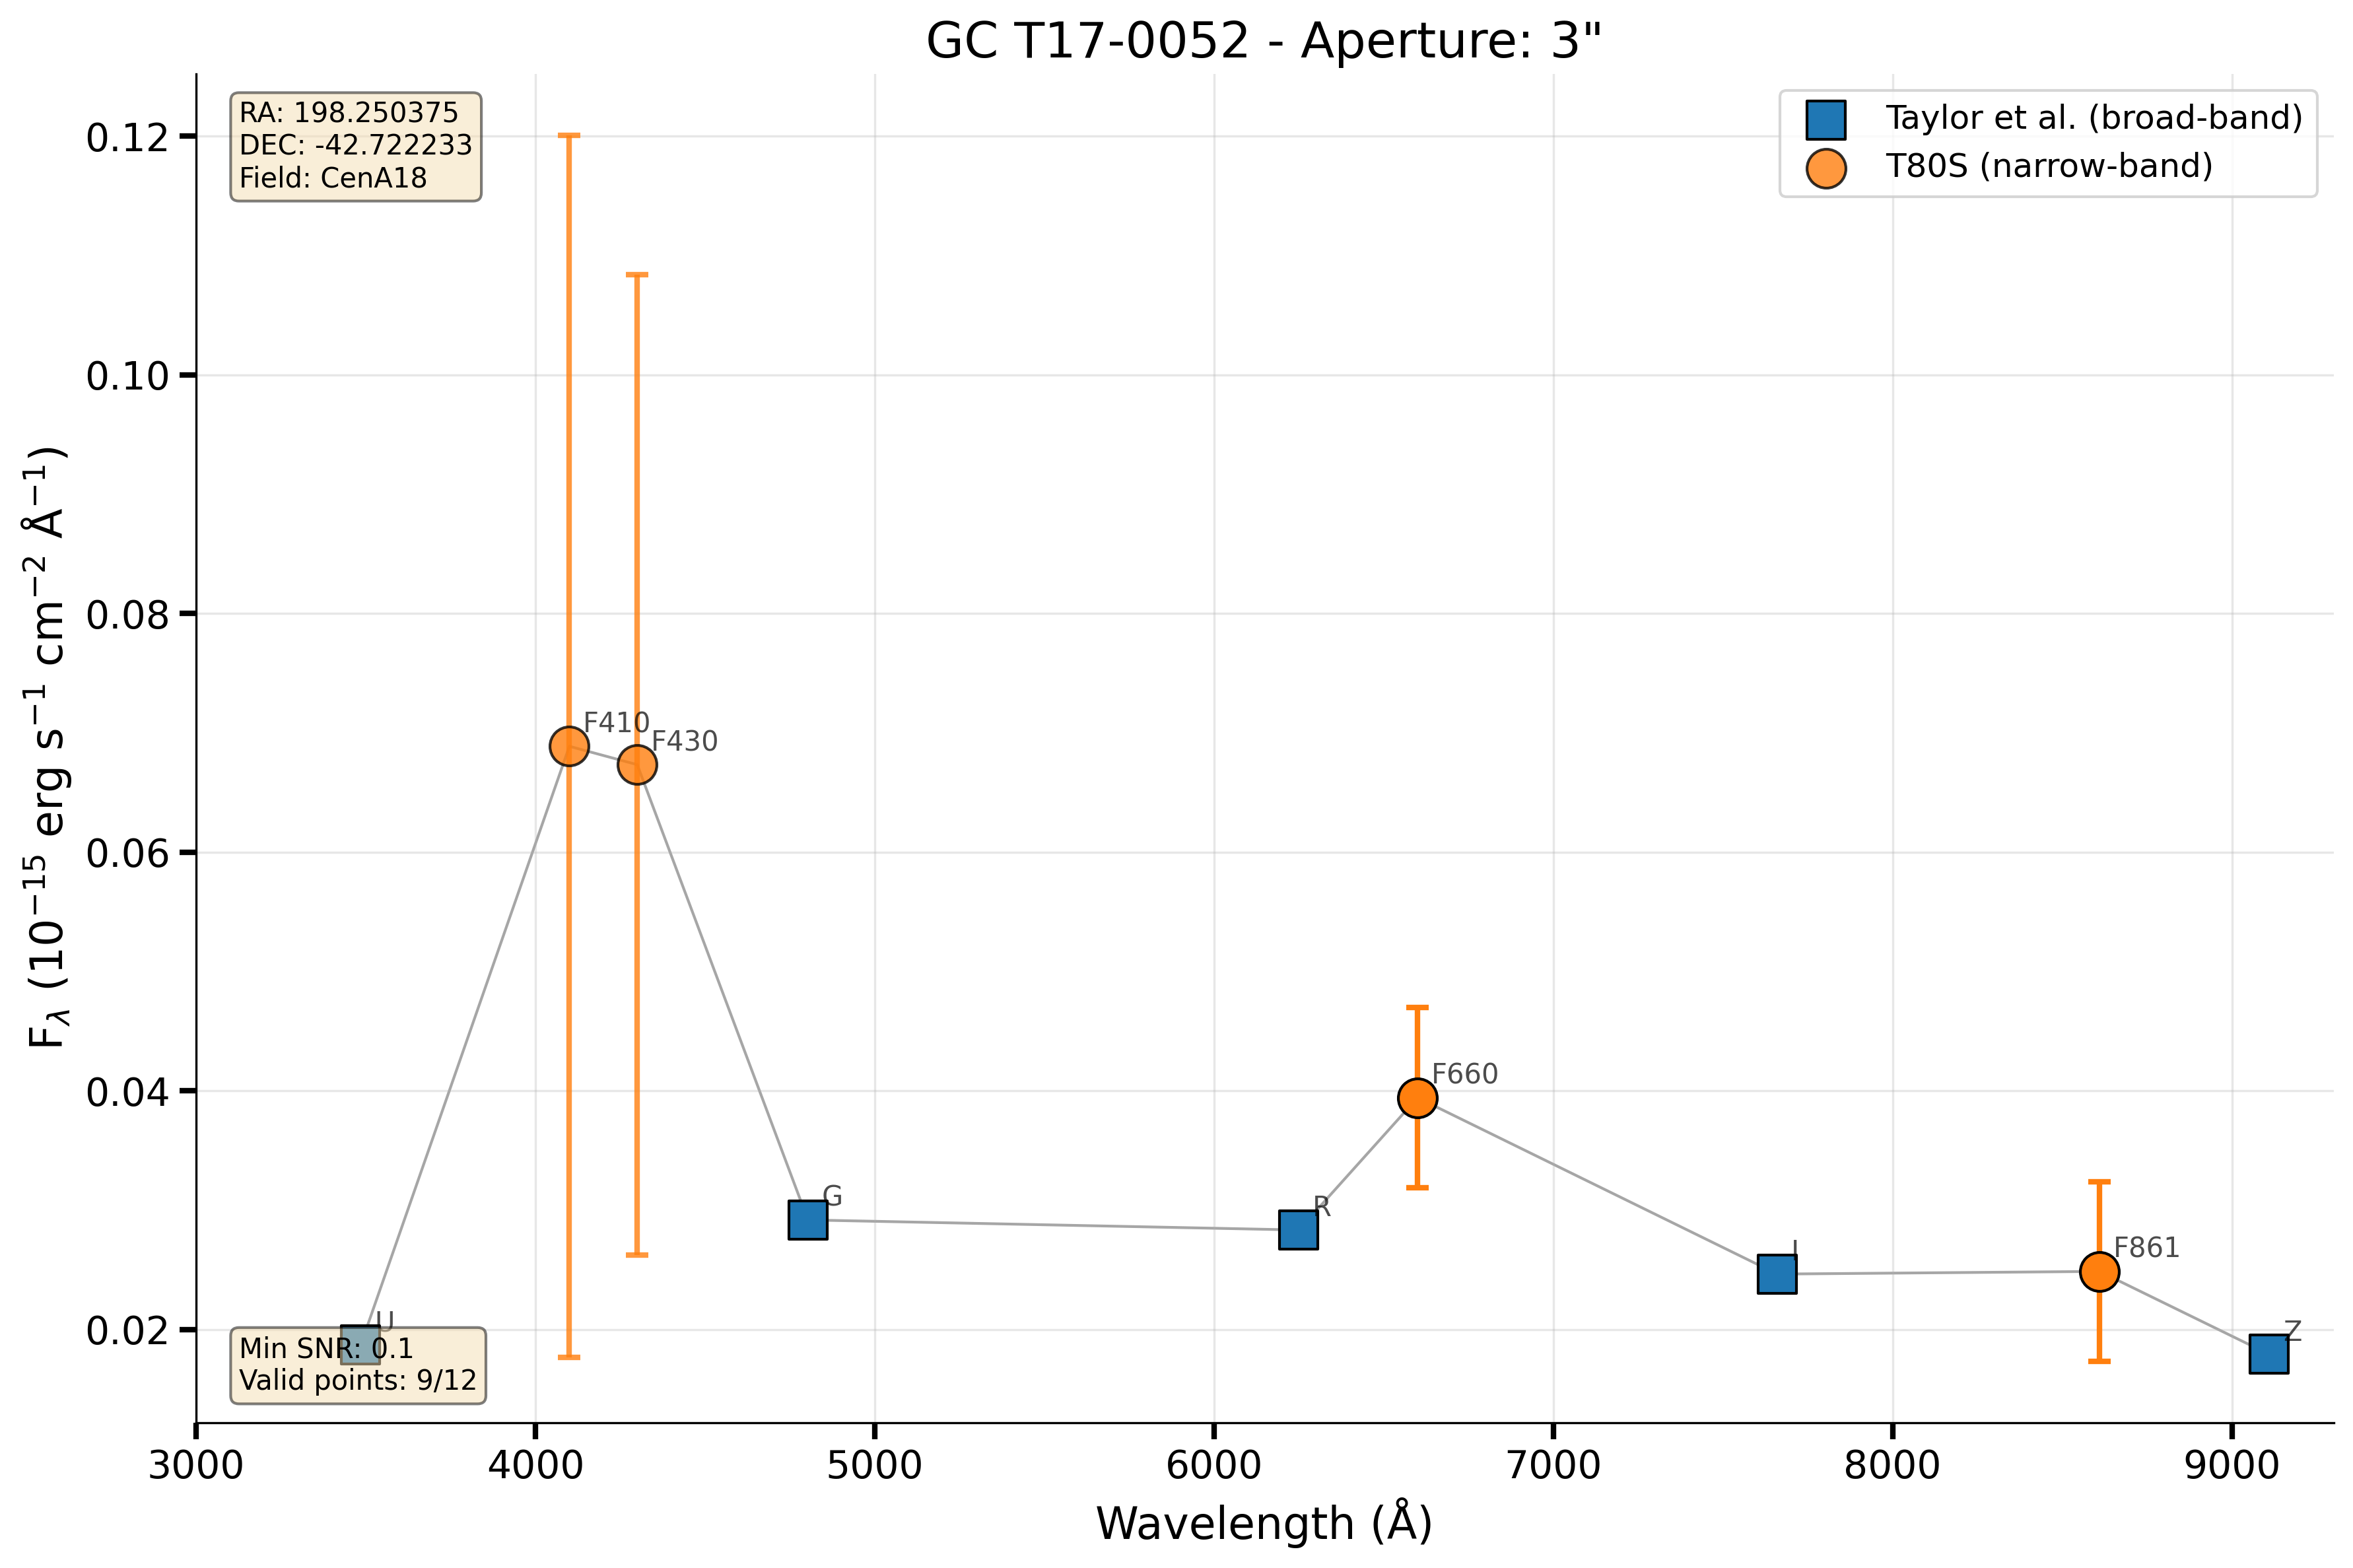 GC T17-0052 - Aperture: 3"
RA: 198.250375
DEC: -42.722233
Field: CenA18
Taylor et al. (broad-band)
T80S (narrow-band)
0.12
0.10
0.08
0.06
0.04
0.02
F_λ (10⁻¹⁵ erg s⁻¹ cm⁻² Å⁻¹)
F410
F430
F660
G
R
I
F861
U
Z
Min SNR: 0.1
Valid points: 9/12
3000 4000 5000 6000 7000 8000 9000
Wavelength (Å)